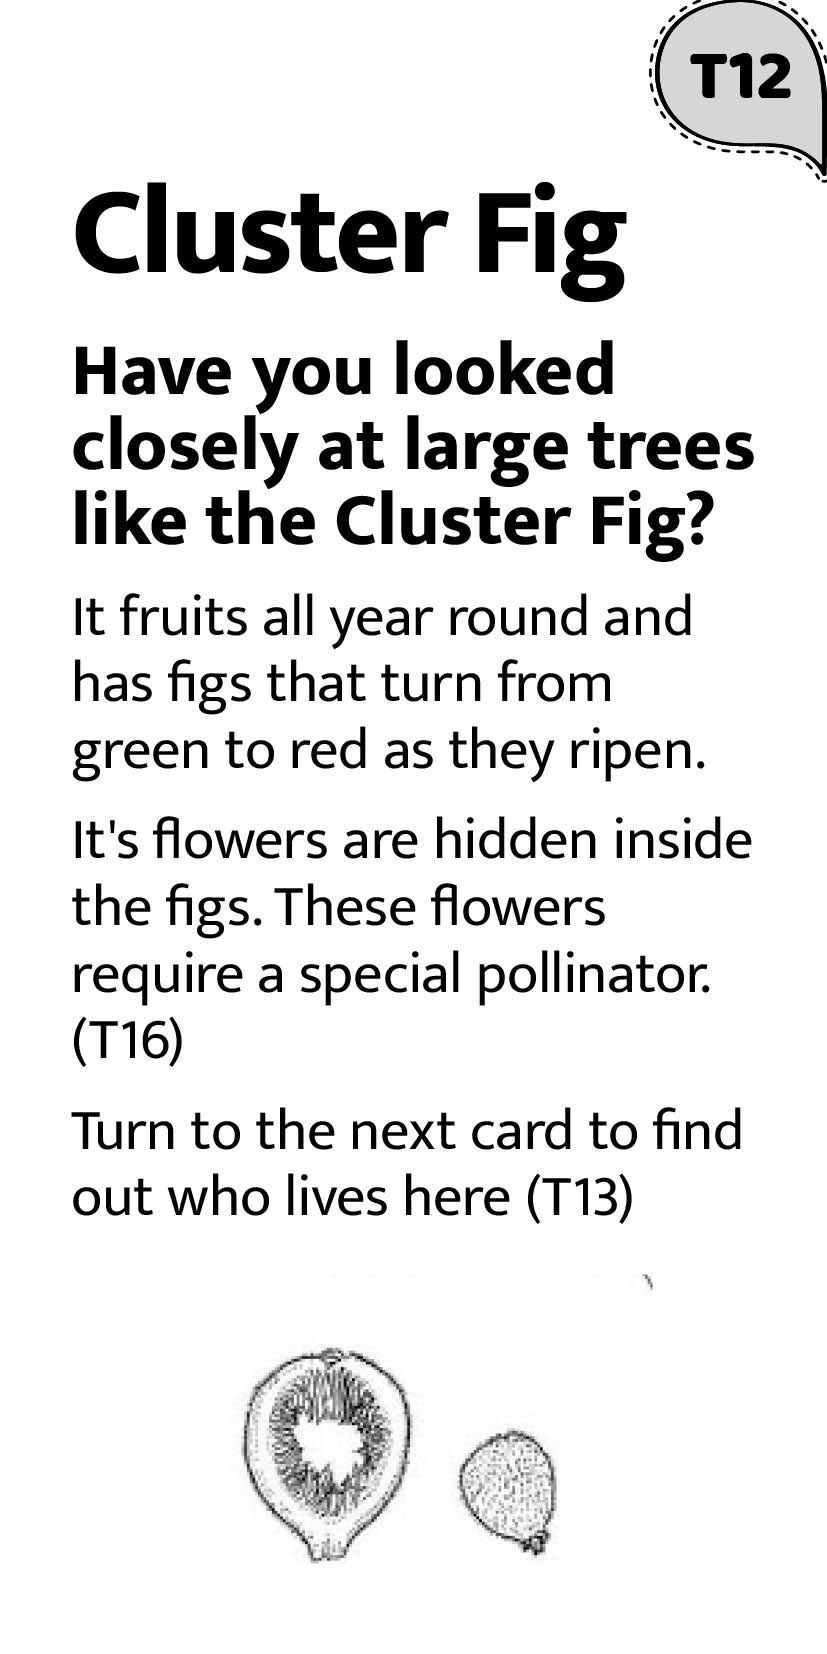 T12
Cluster Fig
Have you looked
closely at large trees
like the Cluster Fig?
It fruits all year round and
has figs that turn from
green to red as they ripen.
It's flowers are hidden inside
the figs. These flowers
require a special pollinator.
(T16)
Turn to the next card to find
out who lives here (T13)